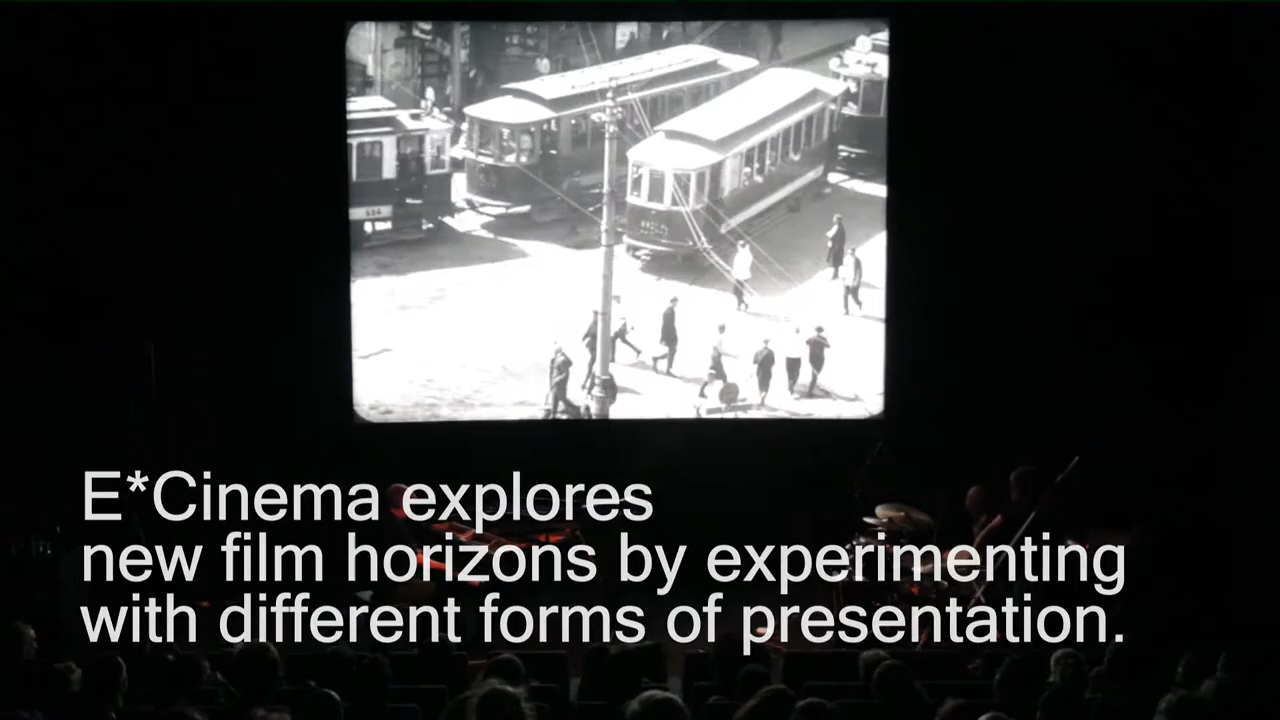 E*Cinema explores
new film horizons by experimenting
with different forms of presentation.